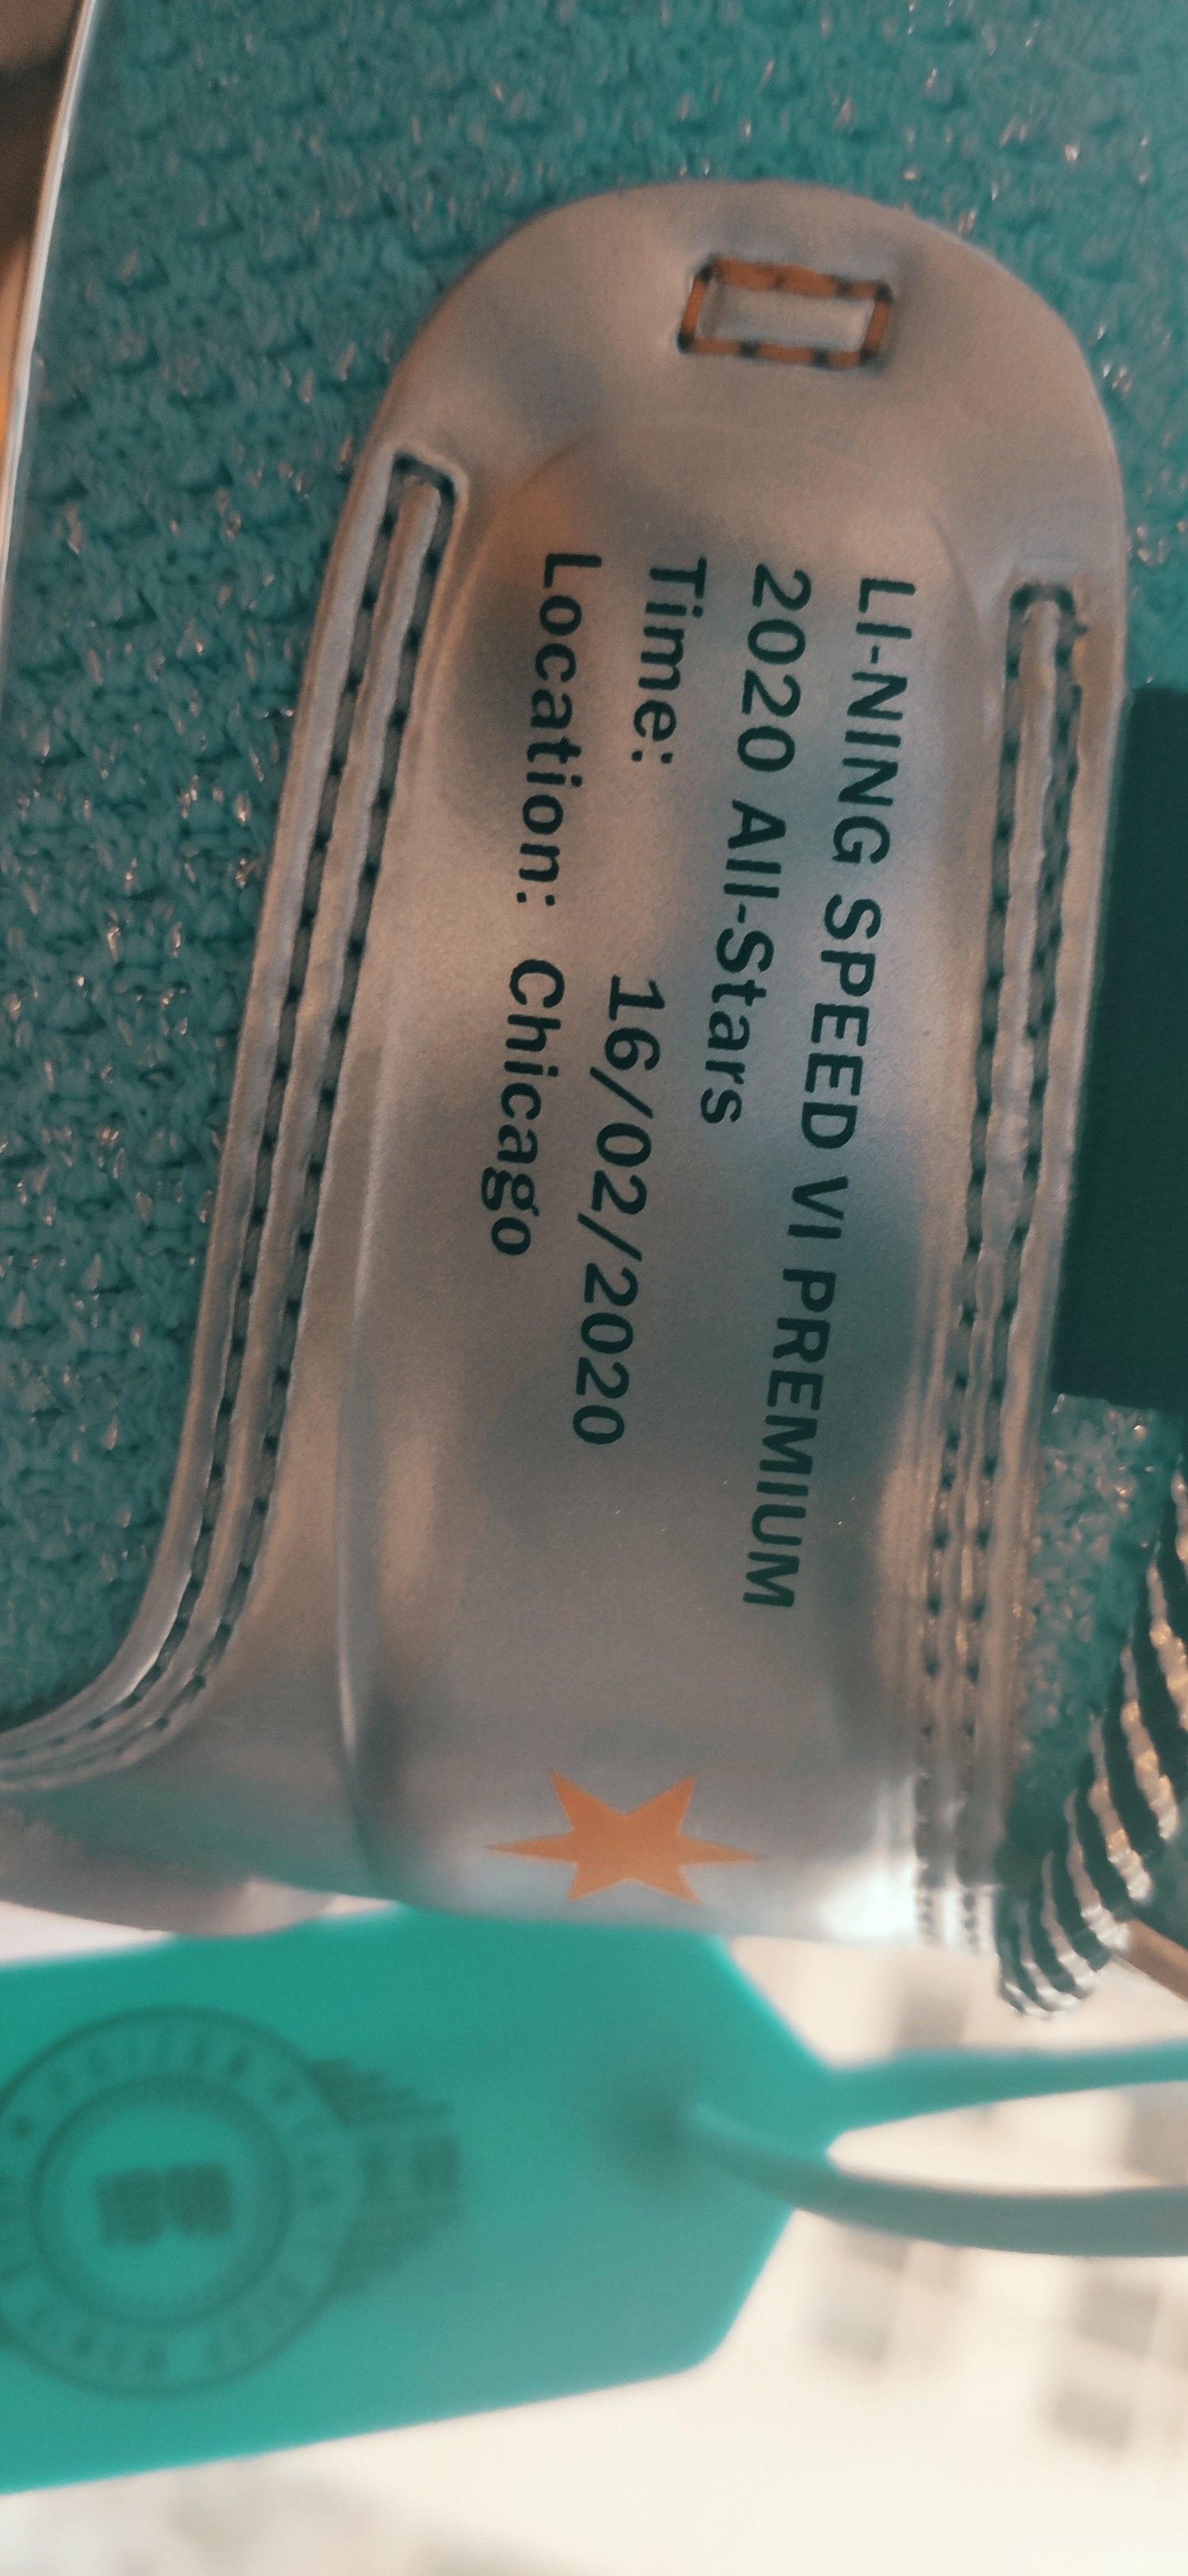 LI-NING SPEED VI PREMIUM
2020 All-Stars
Time: 16/02/2020
Location: Chicago